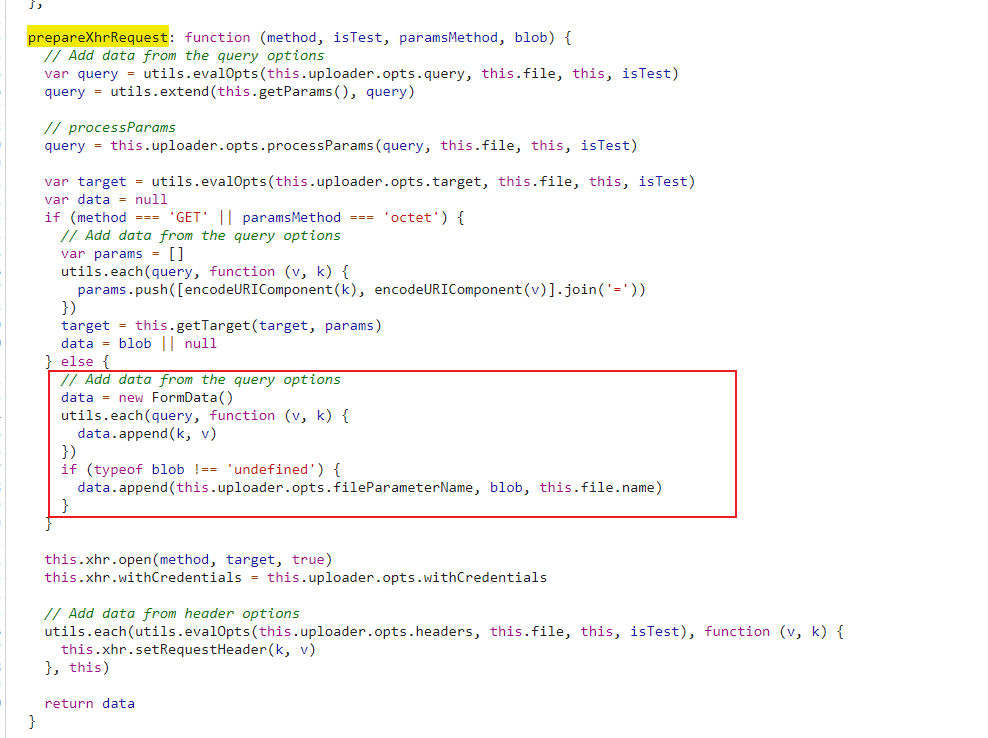 },
prepareXhrRequest: function (method, isTest, paramsMethod, blob) {
// Add data from the query options
var query = utils.evalOpts(this.uploader.opts.query, this.file, this, isTest)
query = utils.extend(this.getParams(), query)
// processParams
query = this.uploader.opts.processParams(query, this.file, this, isTest)
var target = utils.evalOpts(this.uploader.opts.target, this.file, this, isTest)
var data = null
if (method === 'GET' || paramsMethod === 'octet') {
// Add data from the query options
var params = []
utils.each(query, function (v, k) {
params.push([encodeURIComponent(k), encodeURIComponent(v)].join('='))
})
target = this.getTarget(target, params)
data = blob || null
} else {
// Add data from the query options
data = new FormData()
utils.each(query, function (v, k) {
data.append(k, v)
})
if (typeof blob !== 'undefined') {
data.append(this.uploader.opts.fileParameterName, blob, this.file.name)
}
}
this.xhr.open(method, target, true)
this.xhr.withCredentials = this.uploader.opts.withCredentials
// Add data from header options
utils.each(utils.evalOpts(this.uploader.opts.headers, this.file, this, isTest), function (v, k) {
this.xhr.setRequestHeader(k, v)
}, this)
return data
}